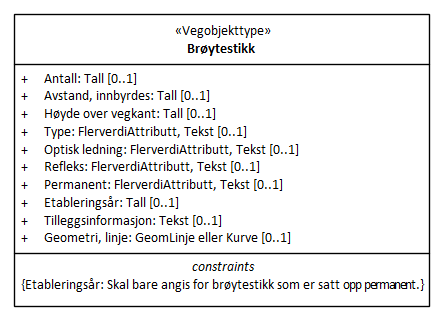 «Vegobjekttype»
Brøytestikk
+ Antall: Tall [0..1]
+ Avstand, innbyrdes: Tall [0..1]
+ Høyde over vegkant: Tall [0..1]
+ Type: FlerverdiAttributt, Tekst [0..1]
+ Optisk ledning: FlerverdiAttributt, Tekst [0..1]
+ Refleks: FlerverdiAttributt, Tekst [0..1]
+ Permanent: FlerverdiAttributt, Tekst [0..1]
+ Etableringsår: Tall [0..1]
+ Tilleggsinformasjon: Tekst [0..1]
+ Geometri, linje: GeomLinje eller Kurve [0..1]
constraints
{Etableringsår: Skal bare angis for brøytestikk som er satt opp permanent.}